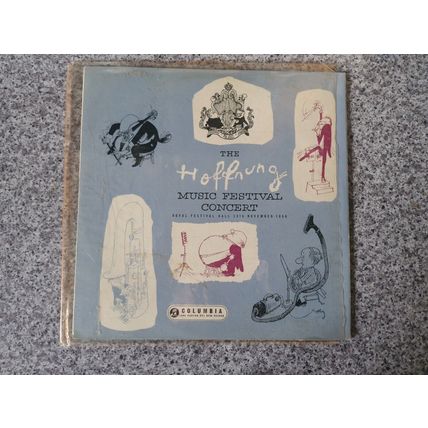 THE
Hoffnung
MUSIC FESTIVAL
CONCERT
ROYAL FESTIVAL HALL 13TH NOVEMBER 1956
COLUMBIA